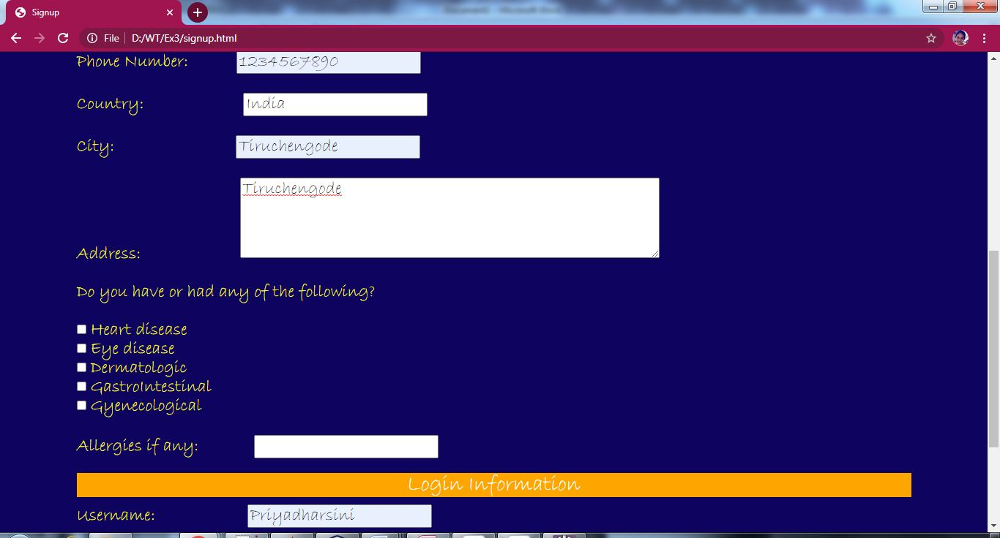 Signup
File D:/WT/Ex3/signup.html
Phone Number: 1234567890
Country: India
City: Tiruchengode
Tiruchengode
Address:
Do you have or had any of the following?
Heart disease
Eye disease
Dermatologic
GastroIntestinal
Gyenecological
Allergies if any:
Login Information
Username: Priyadharsini